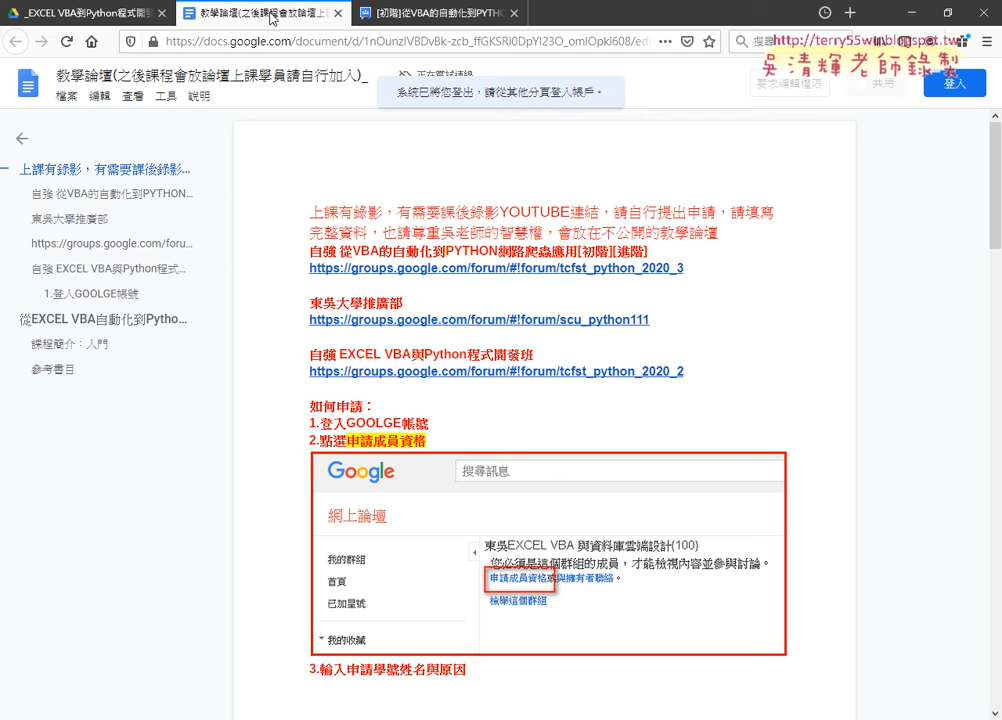 _EXCEL VBA到Python程式開發
教學論壇(之後課程會放論壇上
[初階]從VBA的自動化到PYTH
https://docs.google.com/document/d/1nOunzIVBDvBk-zcb_ffGKSRi0DpYl23O_omIOpki608/edi
http://terry55wu.blogspot.tw
吳清輝老師錄製
教學論壇(之後課程會放論壇上課學員請自行加入)_
正在嘗試連線
檔案 編輯 查看 工具 說明
系統已將您登出，請從其他分頁登入帳戶。
要求編輯權限
共用
登入
上課有錄影，有需要課後錄影...
自強 從VBA的自動化到PYTHON...
東吳大學推廣部
https://groups.google.com/foru...
自強 EXCEL VBA與Python程式...
1.登入GOOLGE帳號
從EXCEL VBA自動化到Pytho...
課程簡介：入門
參考書目
上課有錄影，有需要課後錄影YOUTUBE連結，請自行提出申請，請填寫
完整資料，也請尊重吳老師的智慧權，會放在不公開的教學論壇
自強 從VBA的自動化到PYTHON網路爬蟲應用[初階][進階]
https://groups.google.com/forum/#!forum/tcfst_python_2020_3
東吳大學推廣部
https://groups.google.com/forum/#!forum/scu_python111
自強 EXCEL VBA與Python程式開發班
https://groups.google.com/forum/#!forum/tcfst_python_2020_2
如何申請：
1.登入GOOLGE帳號
2.點選申請成員資格
Google
搜尋訊息
網上論壇
東吳EXCEL VBA 與資料庫雲端設計(100)
我的群組
您必須是這個群組的成員，才能檢視內容並參與討論。
首頁
申請成員資格或與擁有者聯絡。
已加星號
檢舉這個群組
我的收藏
3.輸入申請學號姓名與原因